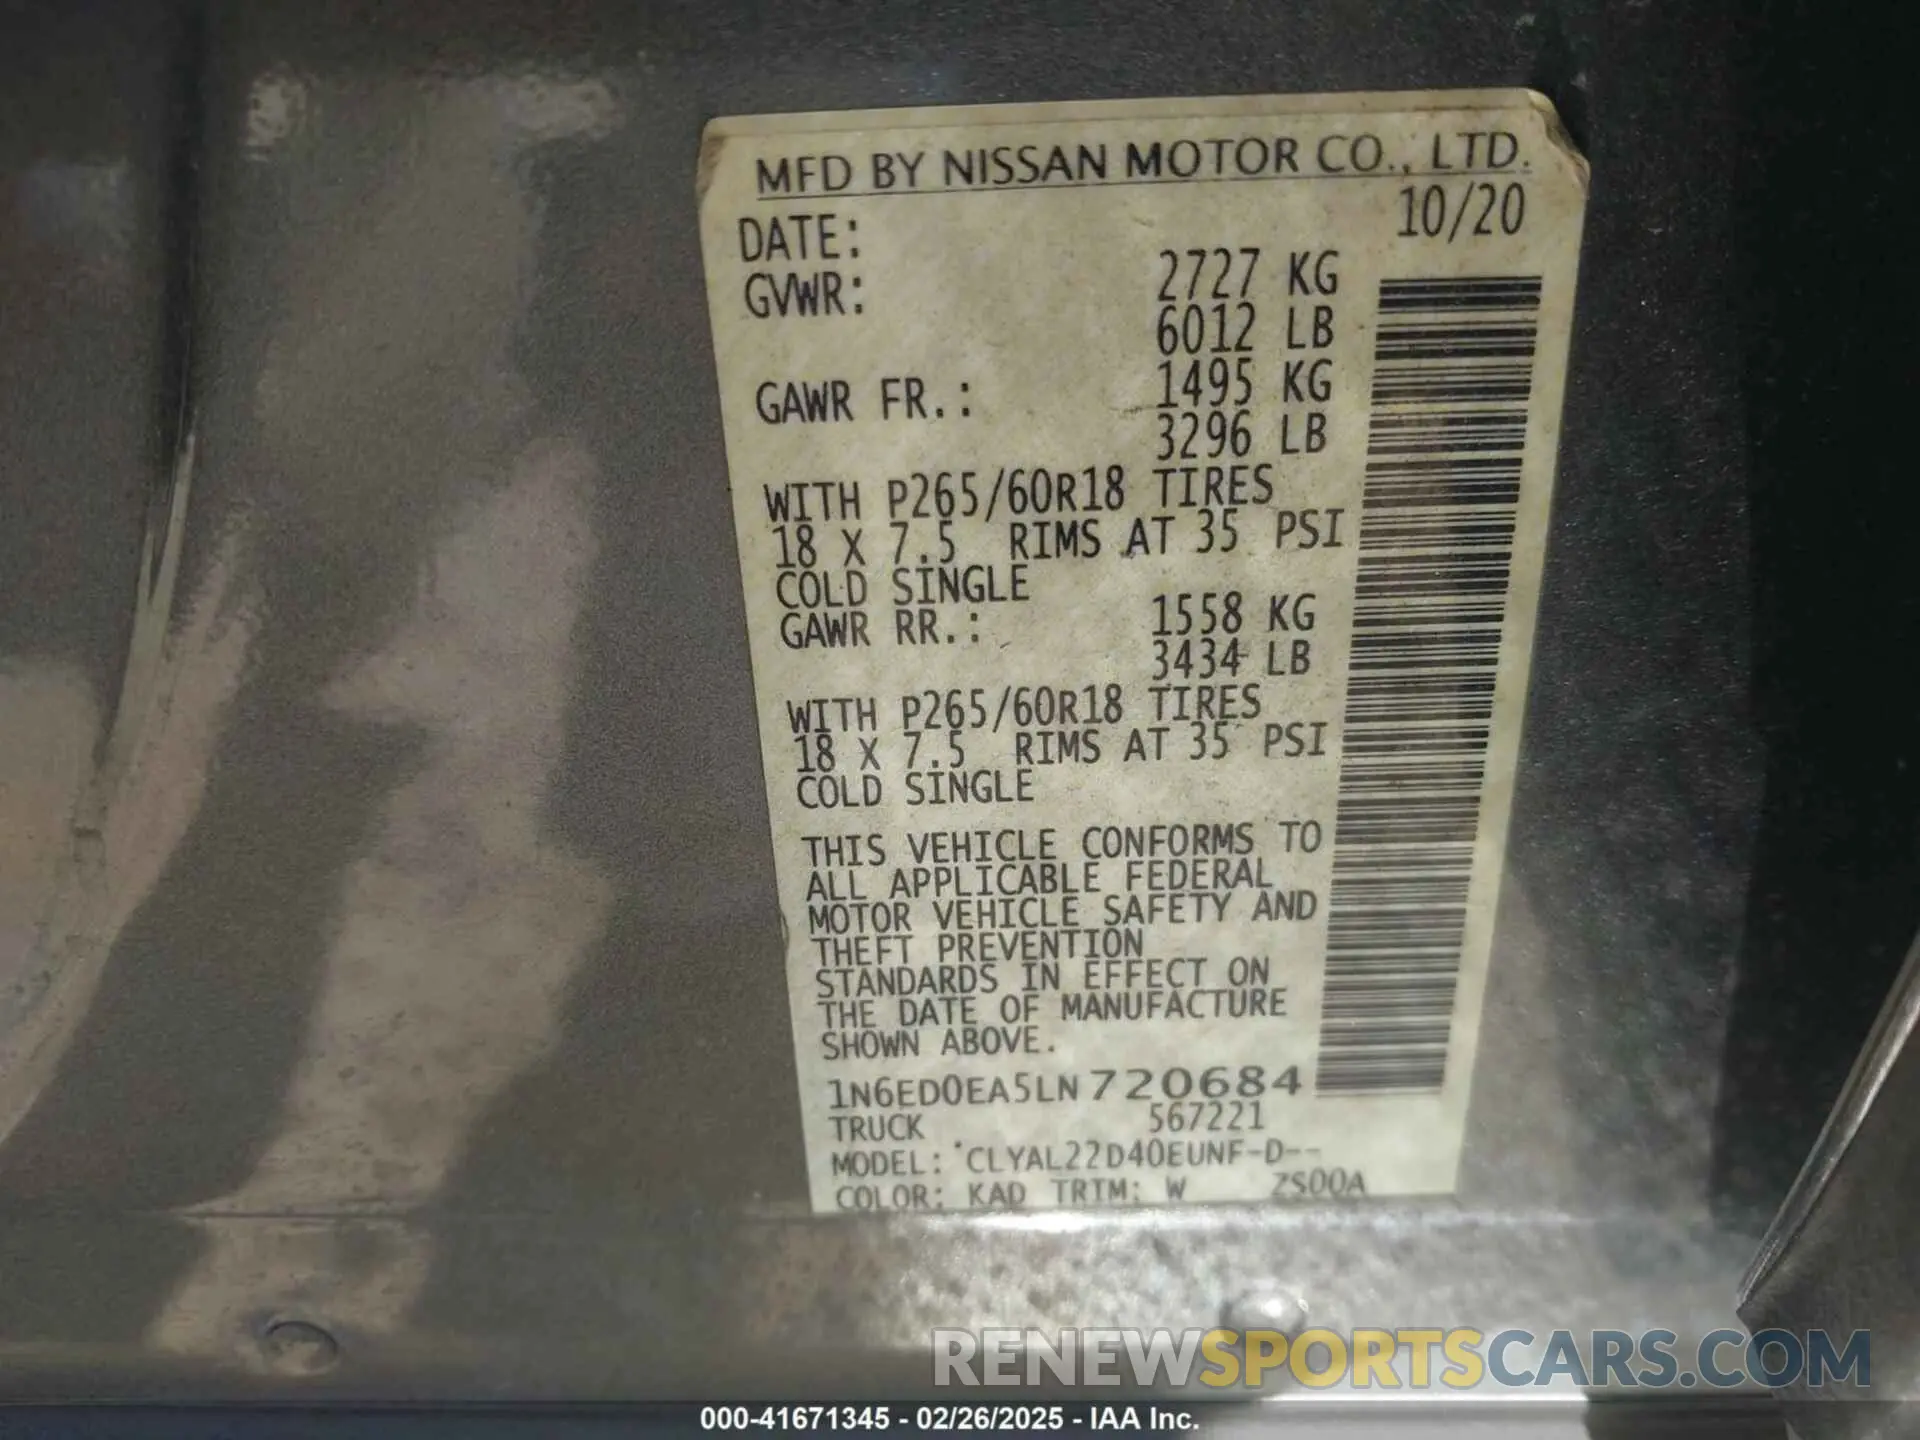 MFD BY NISSAN MOTOR CO., LTD.
DATE: 10/20
GVWR: 2727 KG
6012 LB
GAWR FR.: 1495 KG
3296 LB
WITH P265/60R18 TIRES
18 X 7.5 RIMS AT 35 PSI
COLD SINGLE
GAWR RR.: 1558 KG
3434 LB
WITH P265/60R18 TIRES
18 X 7.5 RIMS AT 35 PSI
COLD SINGLE
THIS VEHICLE CONFORMS TO
ALL APPLICABLE FEDERAL
MOTOR VEHICLE SAFETY AND
THEFT PREVENTION
STANDARDS IN EFFECT ON
THE DATE OF MANUFACTURE
SHOWN ABOVE.
1N6ED0EA5LN720684
TRUCK 567221
MODEL: CLYAL22D40EUNF-D--
COLOR: KAD TRIM: W ZS00A
RENEWSPORTSCARS.COM
000-41671345 - 02/26/2025 - IAA Inc.